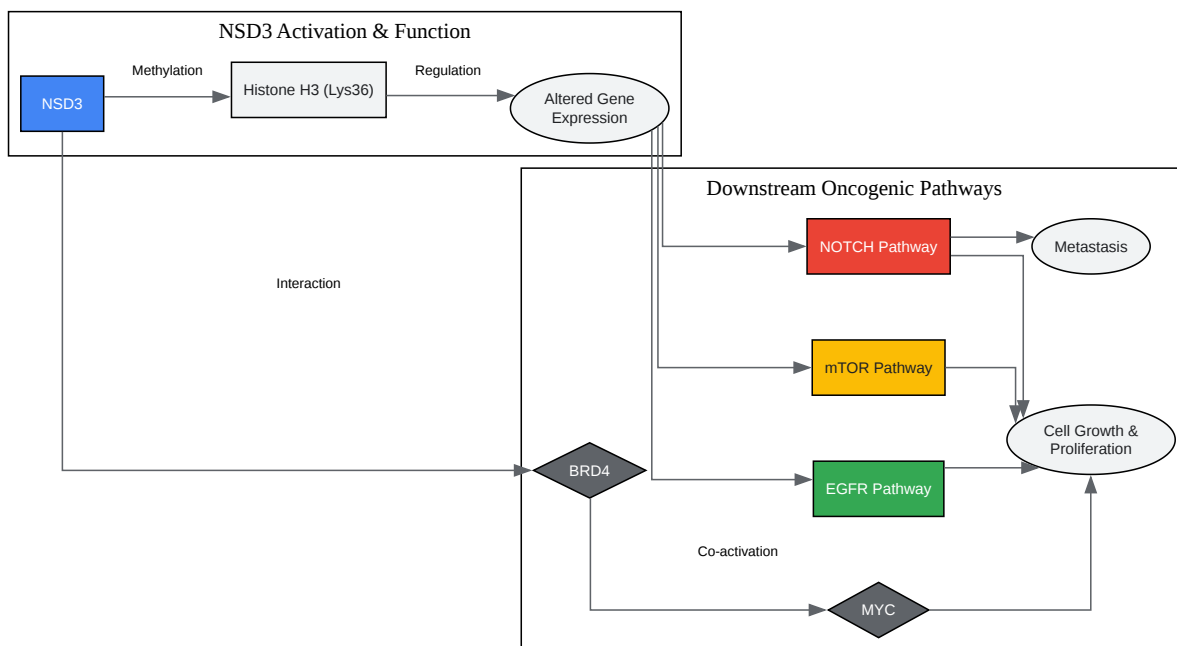 NSD3 Activation & Function
Methylation
Regulation
NSD3
Histone H3 (Lys36)
Altered Gene
Expression
Downstream Oncogenic Pathways
NOTCH Pathway
Metastasis
Interaction
mTOR Pathway
Cell Growth &
Proliferation
BRD4
EGFR Pathway
Co-activation
MYC